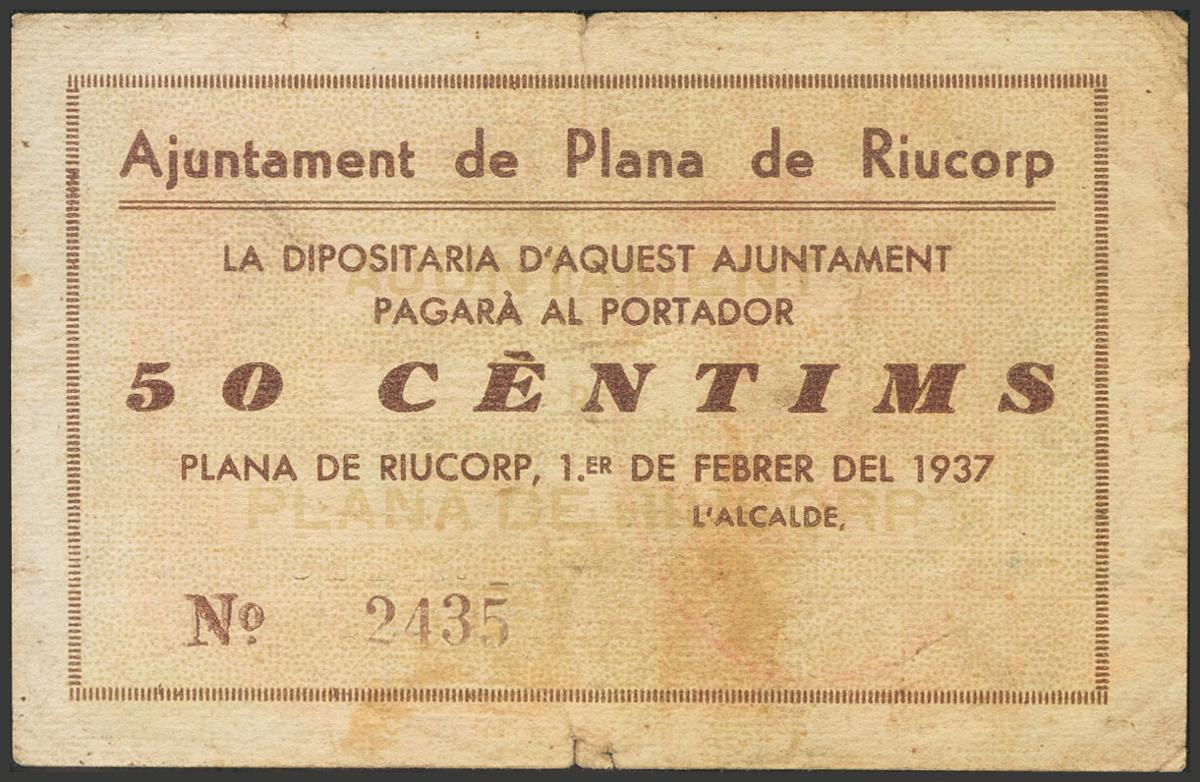 Ajuntament de Plana de Riucorp
LA DIPOSITARIA D'AQUEST AJUNTAMENT
PAGARÀ AL PORTADOR
50 CÈNTIMS
PLANA DE RIUCORP, 1.ER DE FEBRER DEL 1937
L'ALCALDE,
Nº. 2435